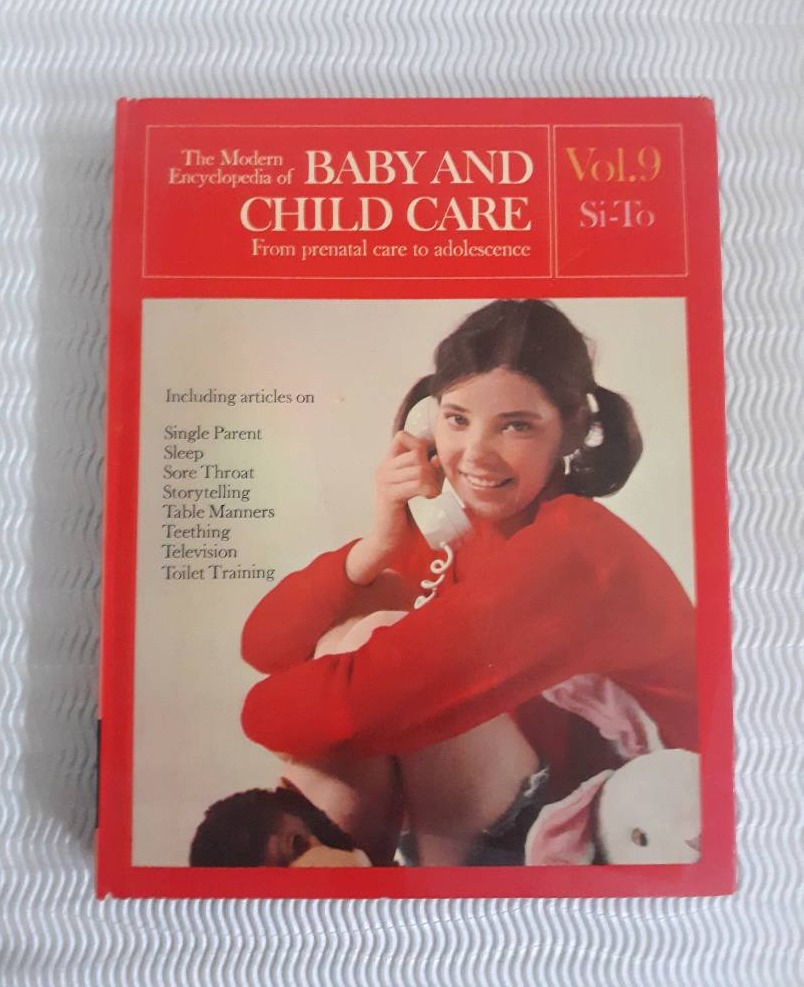 The Modern
Encyclopedia of
BABY AND
CHILD CARE
From prenatal care to adolescence
Vol.9
Si-To
Including articles on
Single Parent
Sleep
Sore Throat
Storytelling
Table Manners
Teething
Television
Toilet Training